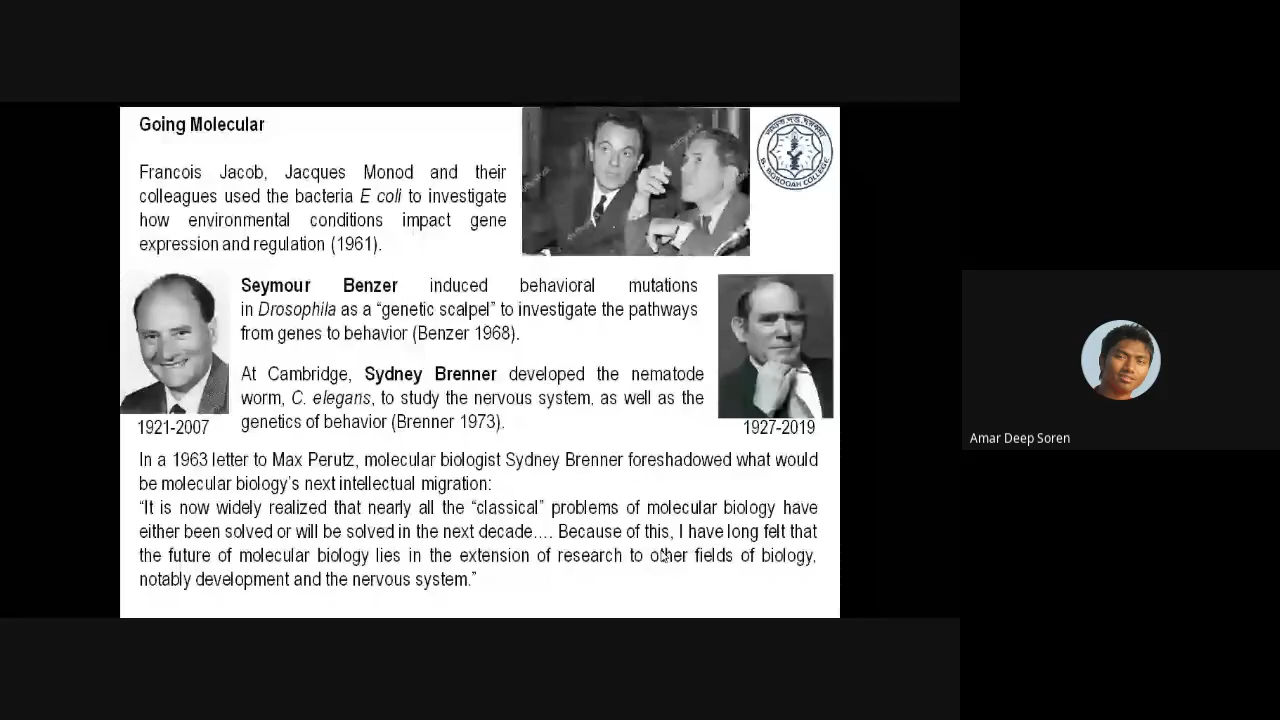 Going Molecular
Francois Jacob, Jacques Monod and their
colleagues used the bacteria E coli to investigate
how environmental conditions impact gene
expression and regulation (1961).
B. BOROOAH COLLEGE
Seymour Benzer induced behavioral mutations
in Drosophila as a “genetic scalpel” to investigate the pathways
from genes to behavior (Benzer 1968).
At Cambridge, Sydney Brenner developed the nematode
worm, C. elegans, to study the nervous system, as well as the
genetics of behavior (Brenner 1973).
1921-2007
1927-2019
In a 1963 letter to Max Perutz, molecular biologist Sydney Brenner foreshadowed what would
be molecular biology’s next intellectual migration:
“It is now widely realized that nearly all the “classical” problems of molecular biology have
either been solved or will be solved in the next decade…. Because of this, I have long felt that
the future of molecular biology lies in the extension of research to other fields of biology,
notably development and the nervous system.”
Amar Deep Soren